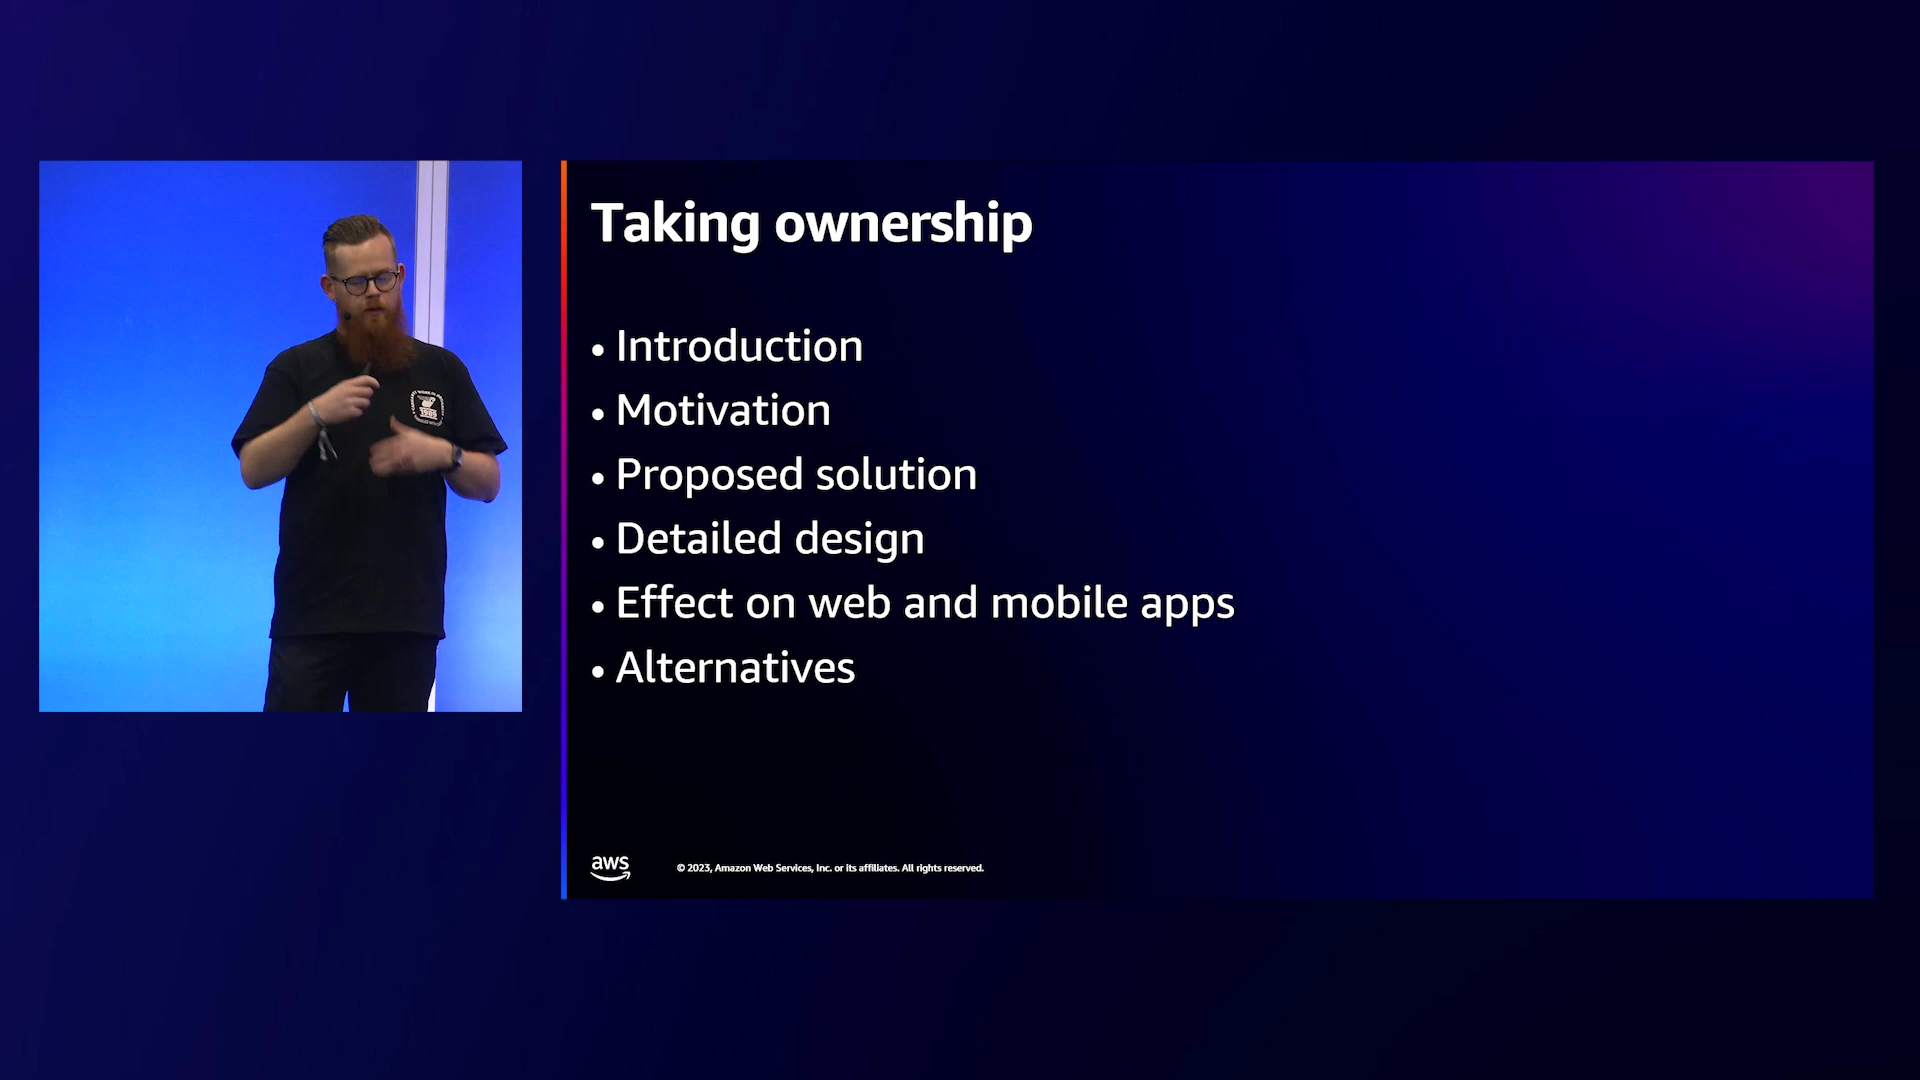 Taking ownership
• Introduction
• Motivation
• Proposed solution
• Detailed design
• Effect on web and mobile apps
• Alternatives
aws
© 2023, Amazon Web Services, Inc. or its affiliates. All rights reserved.
1989